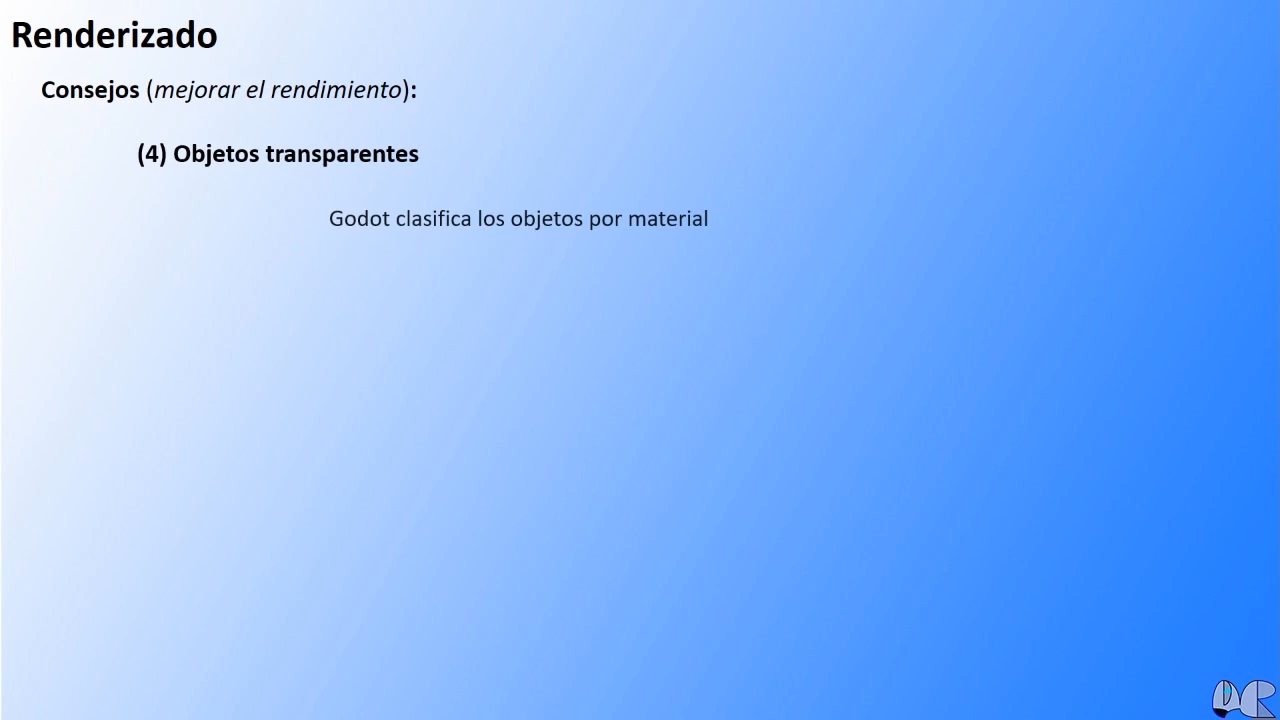 Renderizado
Consejos (mejorar el rendimiento):
(4) Objetos transparentes
Godot clasifica los objetos por material